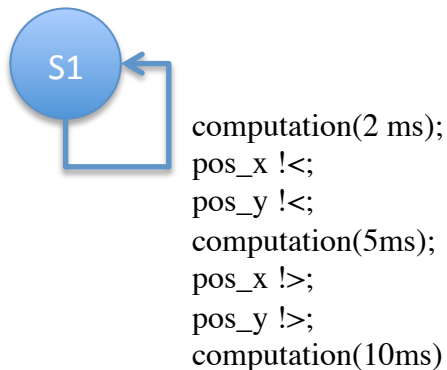 S1
computation(2 ms);
pos_x !<;
pos_y !<;
computation(5ms);
pos_x !>;
pos_y !>;
computation(10ms)